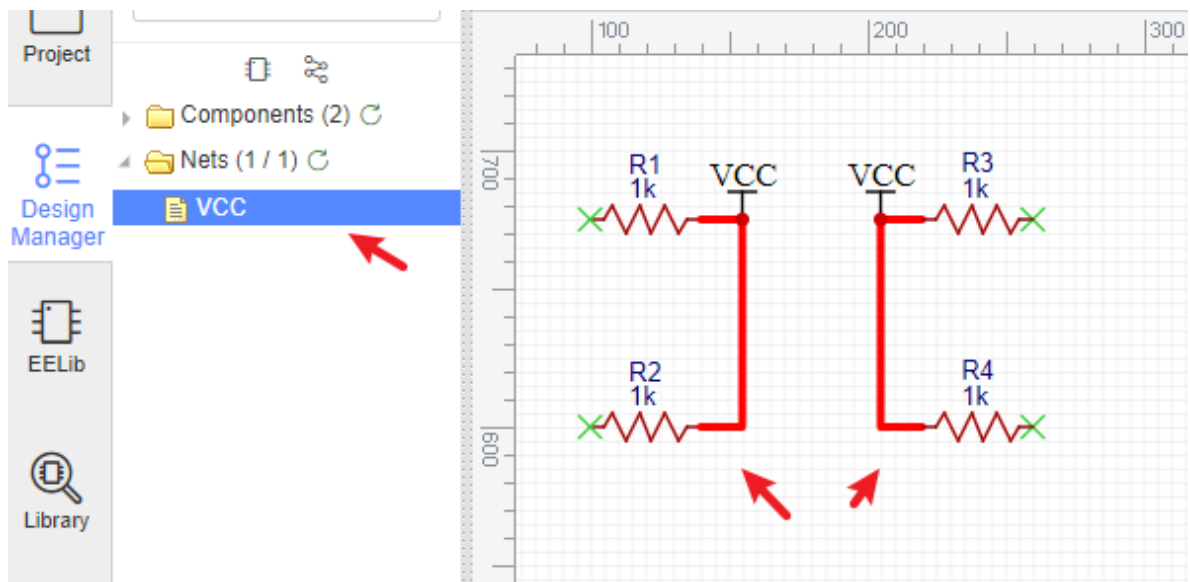 Project
Design
Manager
EELib
Library
Components (2)
Nets (1 / 1)
VCC
100
200
300
700
600
R1
1k
VCC
VCC
R3
1k
R2
1k
R4
1k